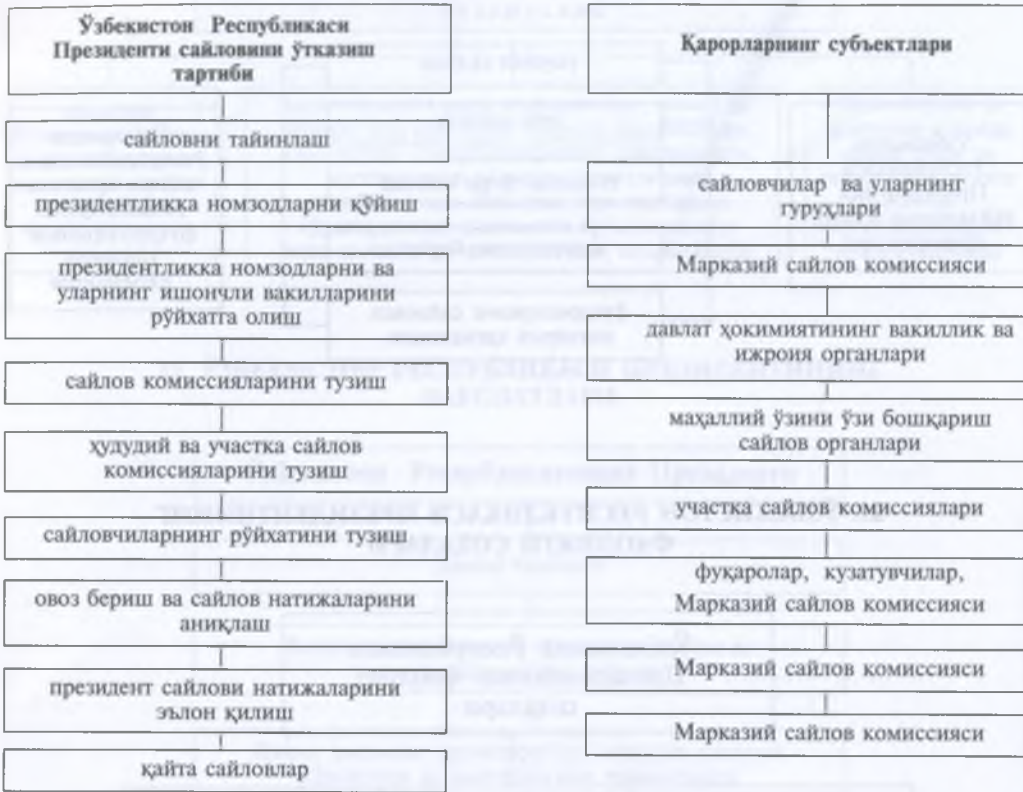 Ўзбекистон Республикаси
Президенти сайловини ўтказиш
тартиби
сайловни тайинлаш
президентликка номзодларни қўйиш
президентликка номзодларни ва
уларнинг ишончли вакилларини
рўйхатга олиш
сайлов комиссияларини тузиш
ҳудудий ва участка сайлов
комиссияларини тузиш
сайловчиларнинг рўйхатини тузиш
овоз бериш ва сайлов натижаларини
аниқлаш
президент сайлови натижаларини
эълон қилиш
қайта сайловлар
Қарорларнинг субъектлари
сайловчилар ва уларнинг
гуруҳлари
Марказий сайлов комиссияси
давлат ҳокимиятининг вакиллик ва
ижроия органлари
маҳаллий ўзини ўзи бошқариш
сайлов органлари
участка сайлов комиссиялари
фуқаролар, кузатувчилар,
Марказий сайлов комиссияси
Марказий сайлов комиссияси
Марказий сайлов комиссияси